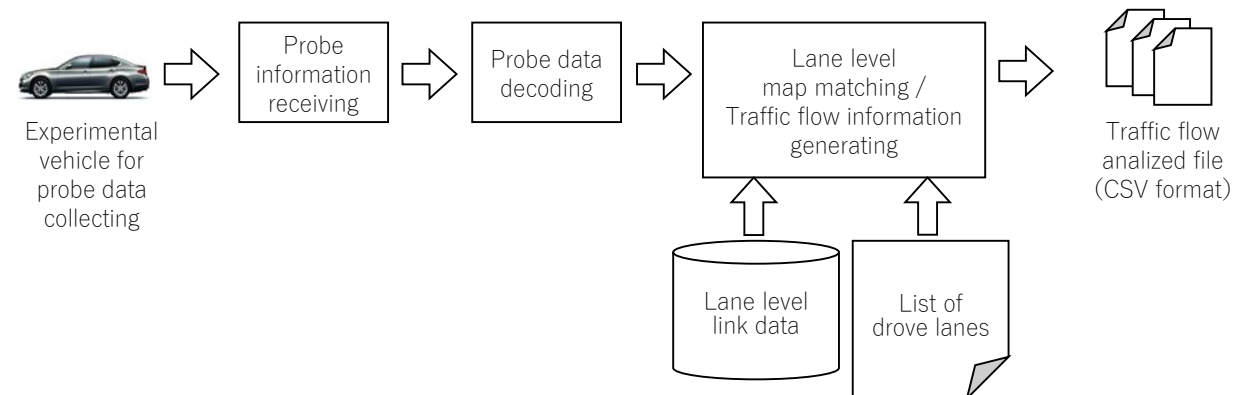 Experimental
vehicle for
probe data
collecting
Probe
information
receiving
Probe data
decoding
Lane level
map matching /
Traffic flow information
generating
Traffic flow
analized file
(CSV format)
Lane level
link data
List of
drove lanes